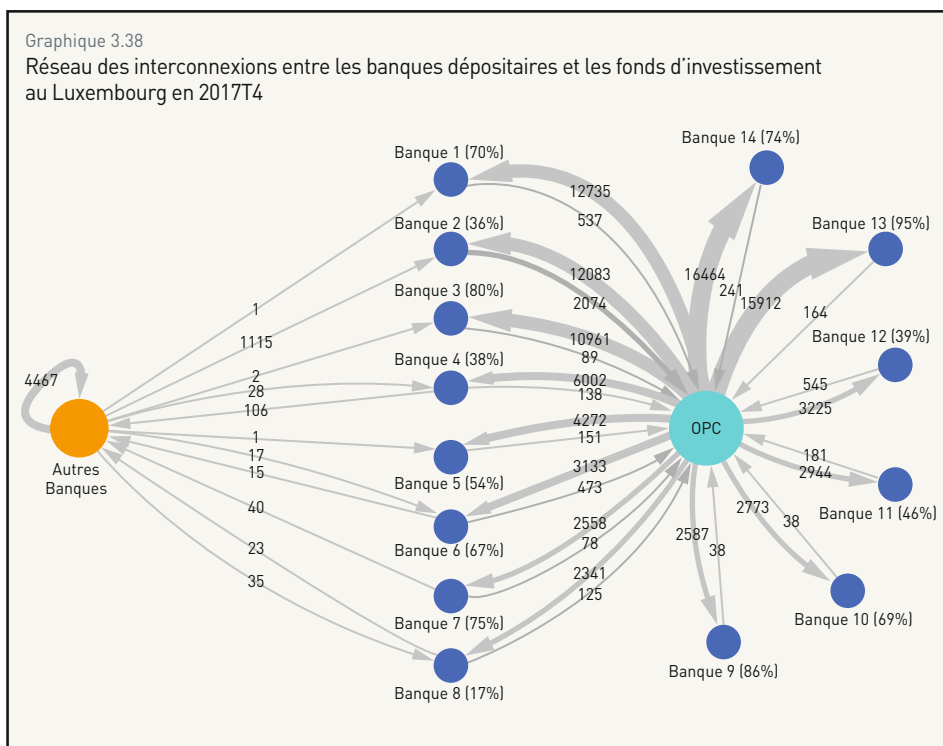 Graphique 3.38
Réseau des interconnexions entre les banques dépositaires et les fonds d'investissement
au Luxembourg en 2017T4
Banque 14 (74%)
Banque 1 (70%)
12735
537
Banque 13 (95%)
Banque 2 (36%)
12083
2074
16464
241
15912
164
Banque 3 (80%)
10961
89
1
1115
Banque 12 (39%)
545
3225
Banque 4 (38%)
6002
138
2
28
106
4467
Autres
Banques
OPC
4272
151
Banque 5 (54%)
1
17
15
181
2944
Banque 11 (46%)
3133
473
Banque 6 (67%)
40
2558
78
2587
38
2773
38
Banque 7 (75%)
23
35
2341
125
Banque 10 (69%)
Banque 9 (86%)
Banque 8 (17%)